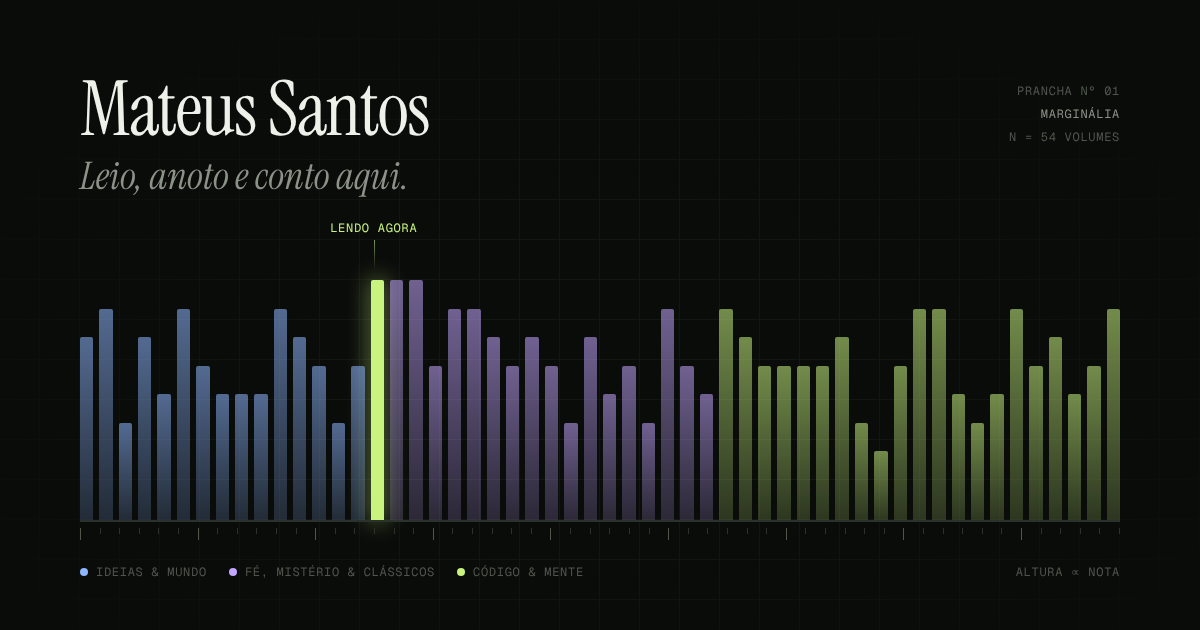 Mateus Santos
Leio, anoto e conto aqui.
PRANCHA Nº 01
MARGINÁLIA
N = 54 VOLUMES
LENDO AGORA
IDEIAS & MUNDO
FÉ, MISTÉRIO & CLÁSSICOS
CÓDIGO & MENTE
ALTURA ∝ NOTA